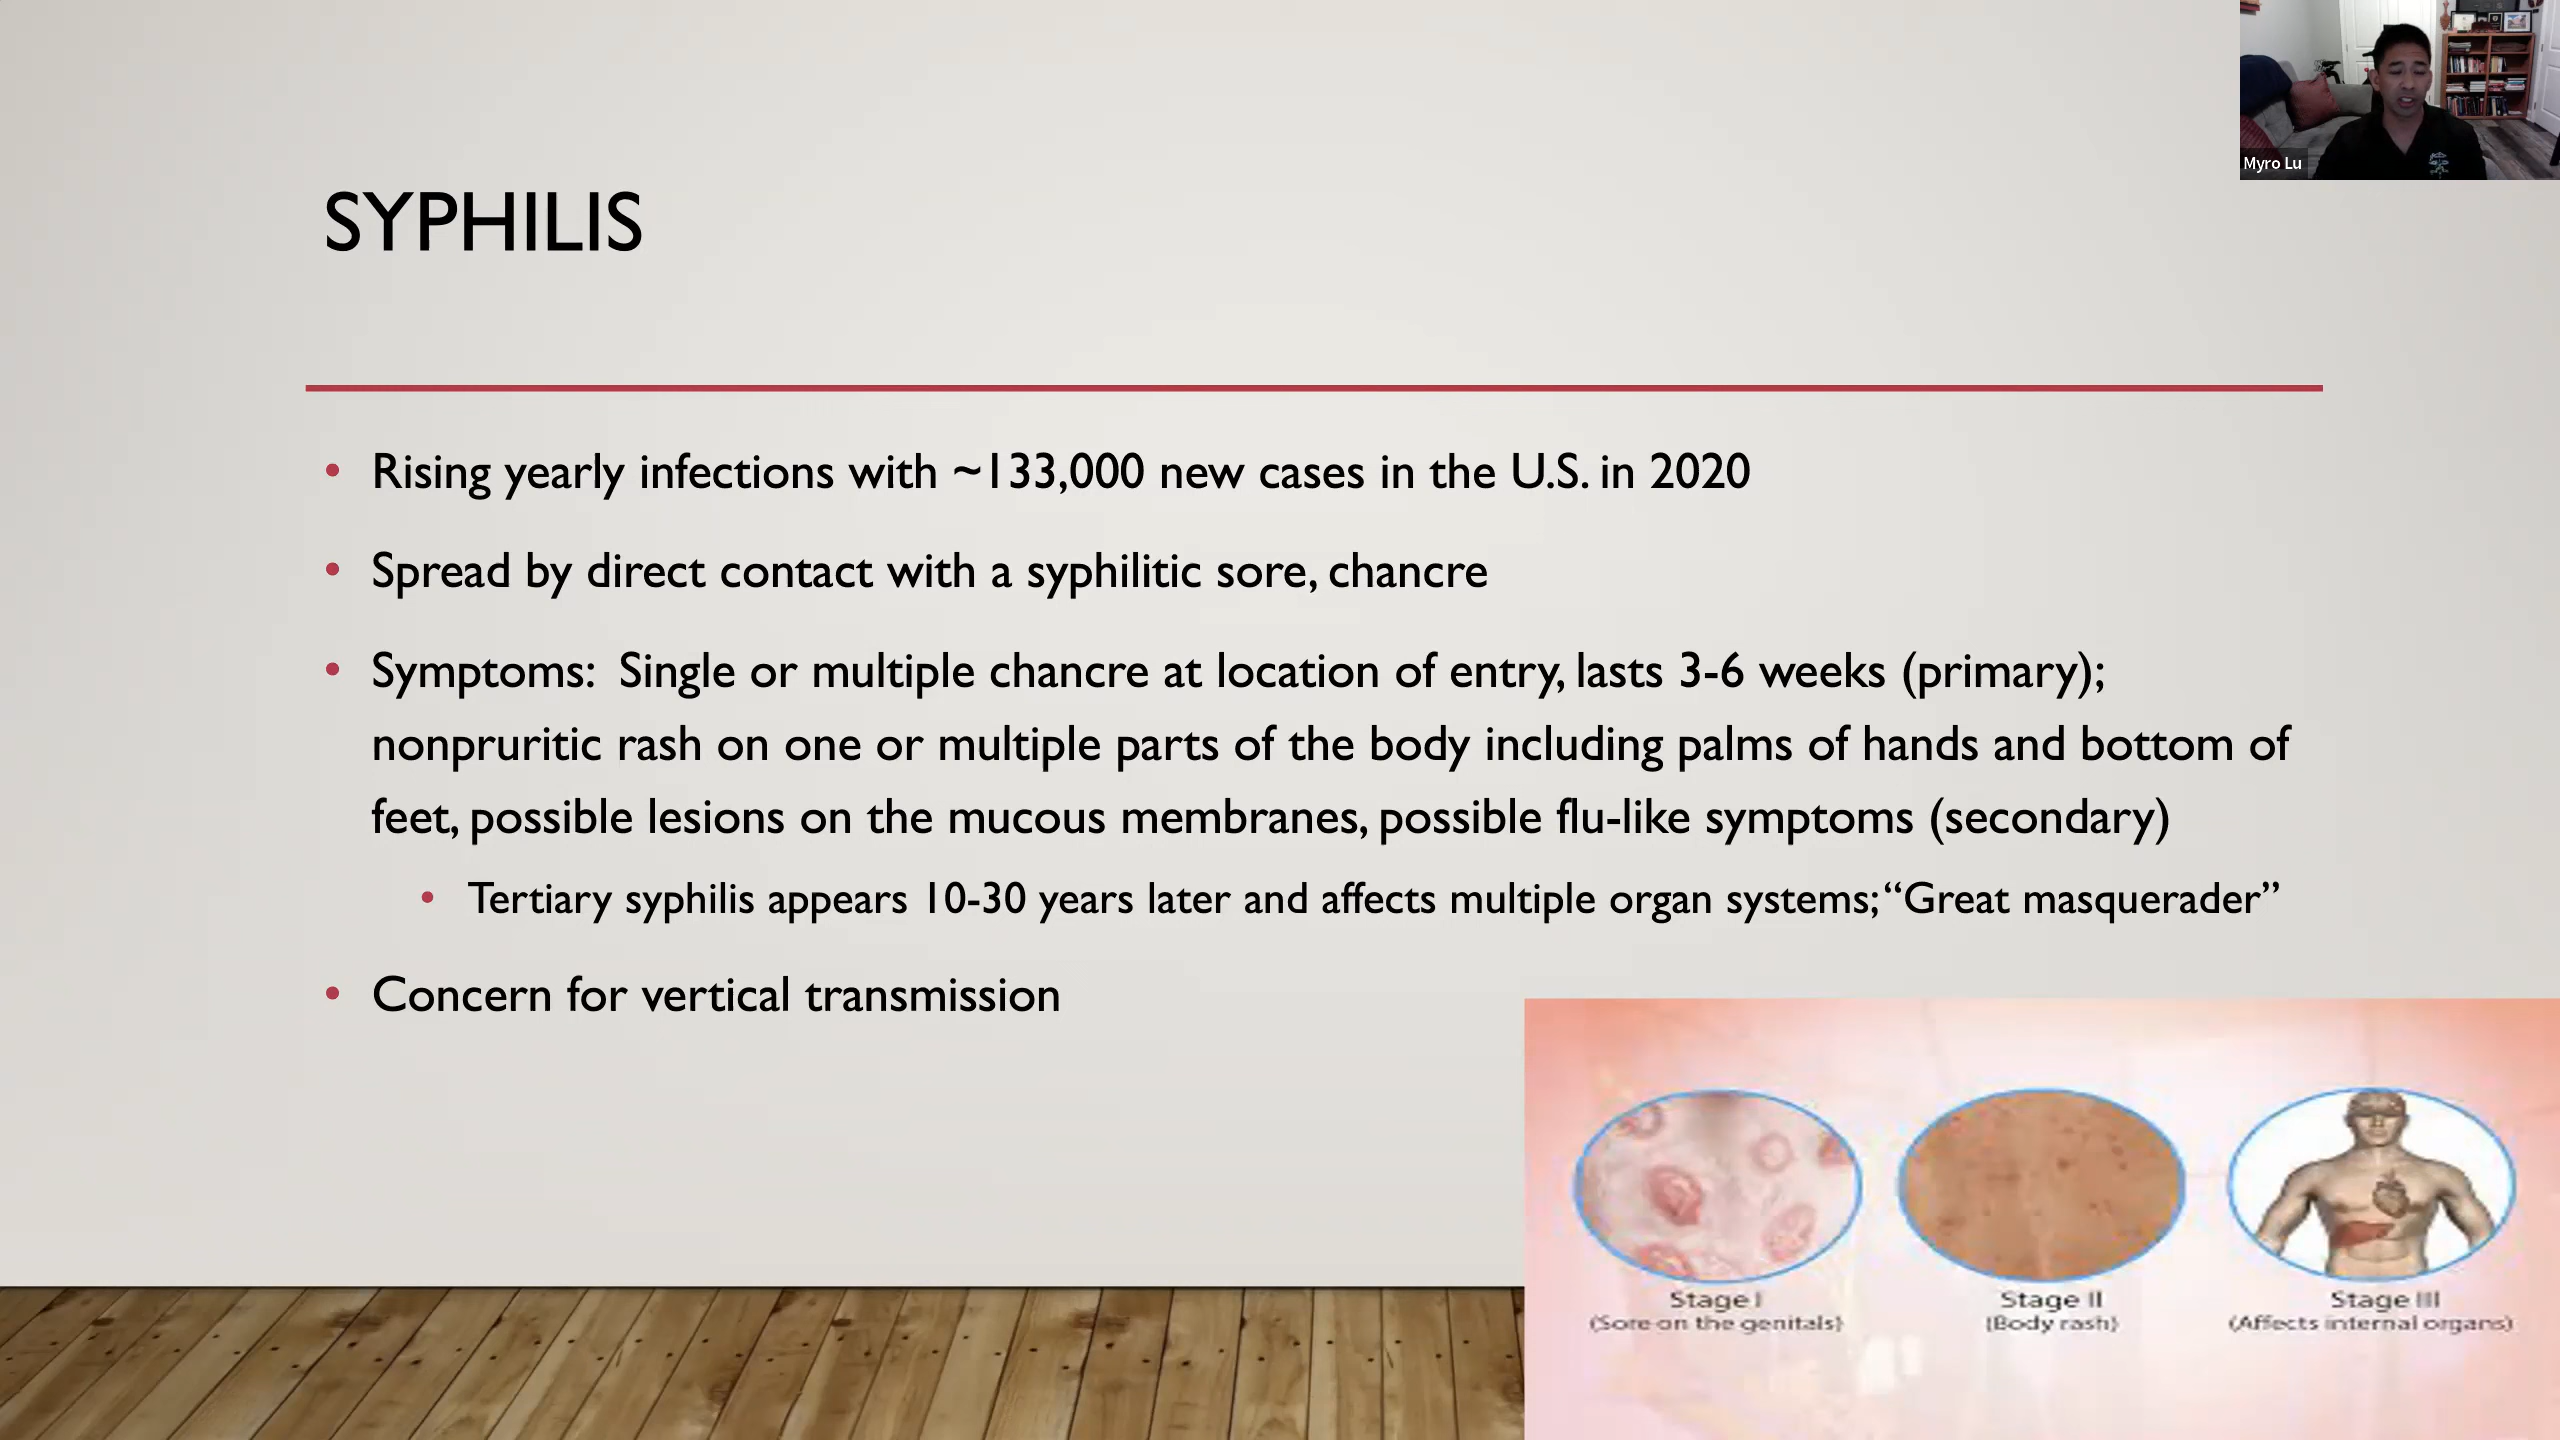 Myro Lu
SYPHILIS
• Rising yearly infections with ~133,000 new cases in the U.S. in 2020
• Spread by direct contact with a syphilitic sore, chancre
• Symptoms:  Single or multiple chancre at location of entry, lasts 3-6 weeks (primary);
nonpruritic rash on one or multiple parts of the body including palms of hands and bottom of
feet, possible lesions on the mucous membranes, possible flu-like symptoms (secondary)
• Tertiary syphilis appears 10-30 years later and affects multiple organ systems; “Great masquerader”
• Concern for vertical transmission
Stage I
(Sore on the genitals)
Stage II
(Body rash)
Stage III
(Affects internal organs)